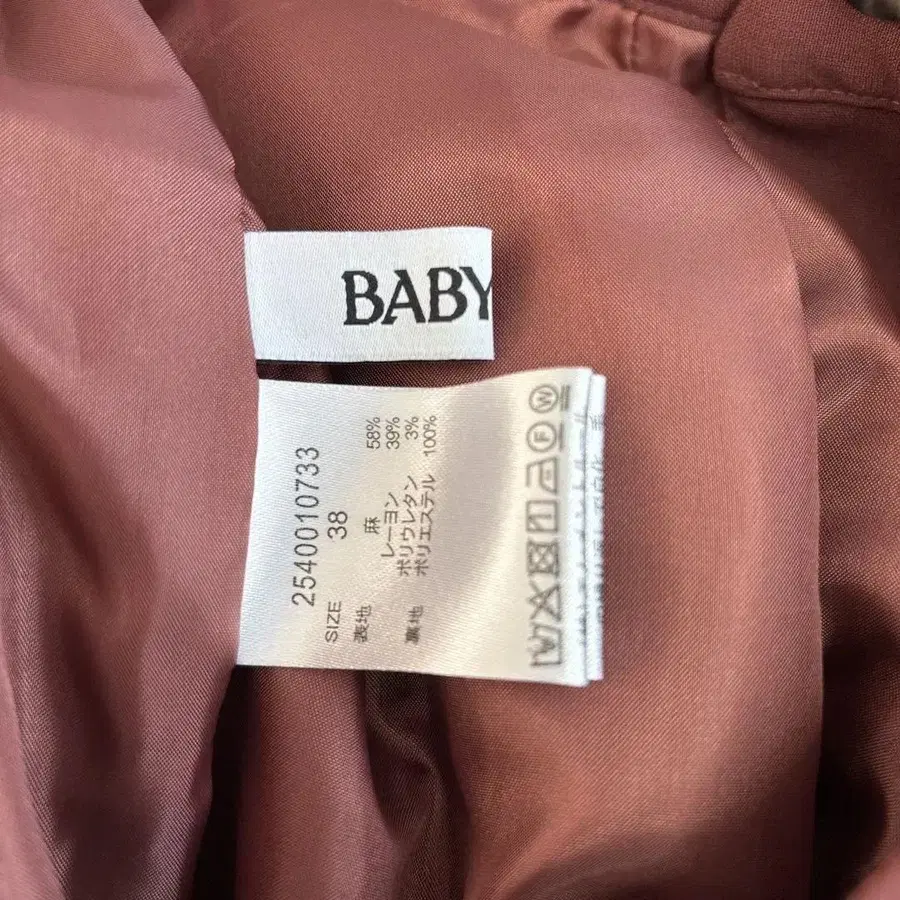 BABY
2540010733
SIZE 38
表地 麻 58%
レーヨン 39%
ポリウレタン 3%
裏地 ポリエステル 100%
F
W